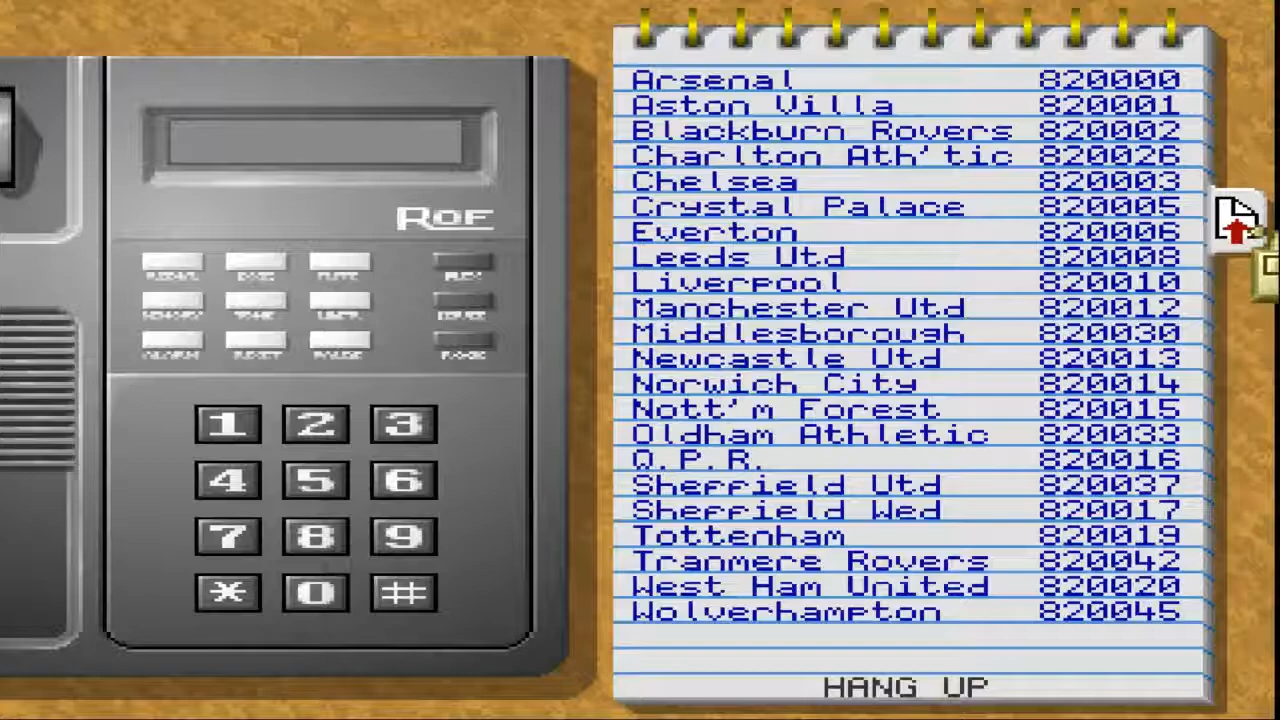 ROF
1 2 3
4 5 6
7 8 9
* 0 #
Arsenal 820000
Aston Villa 820001
Blackburn Rovers 820002
Charlton Ath'tic 820026
Chelsea 820003
Crystal Palace 820005
Everton 820006
Leeds Utd 820008
Liverpool 820010
Manchester Utd 820012
Middlesborough 820030
Newcastle Utd 820013
Norwich City 820014
Nott'm Forest 820015
Oldham Athletic 820033
Q.P.R. 820016
Sheffield Utd 820037
Sheffield Wed 820017
Tottenham 820019
Tranmere Rovers 820042
West Ham United 820020
Wolverhampton 820045
HANG UP